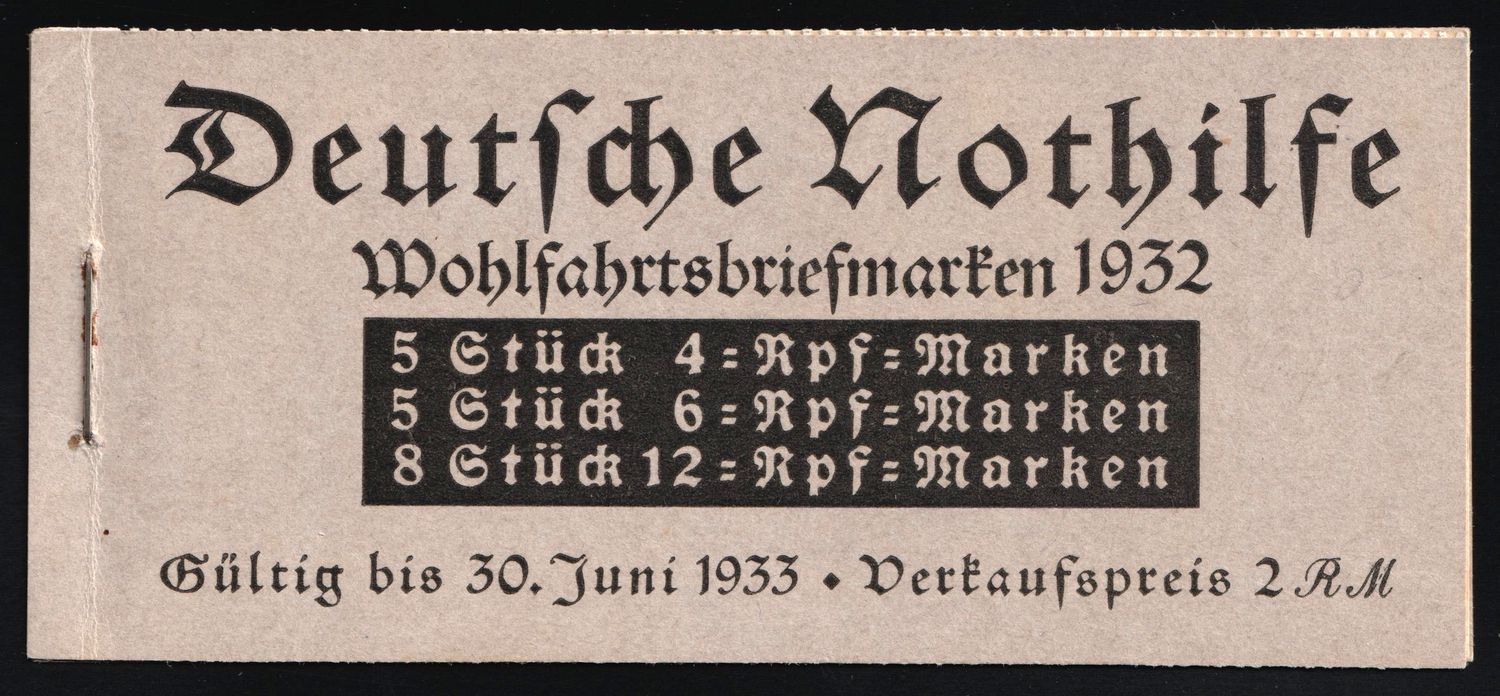 Deutsche Nothilfe
Wohlfahrtsbriefmarken 1932
5 Stück 4=Rpf=Marken
5 Stück 6=Rpf=Marken
8 Stück 12=Rpf=Marken
Gültig bis 30. Juni 1933 • Verkaufspreis 2 RM